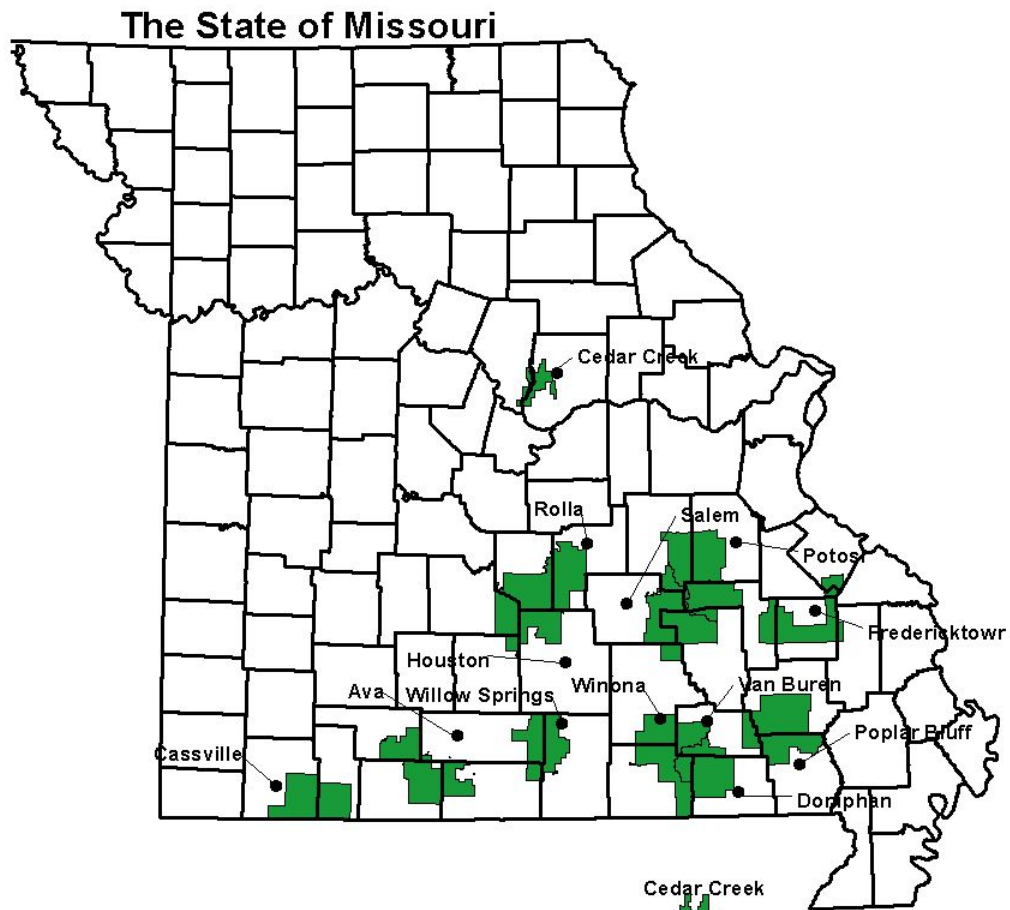 The State of Missouri
Cedar Creek
Rolla
Salem
Potosi
Fredericktowr
Houston
Ava
Willow Springs
Winona
Van Buren
Cassville
Poplar Bluff
Doniphan
Cedar Creek